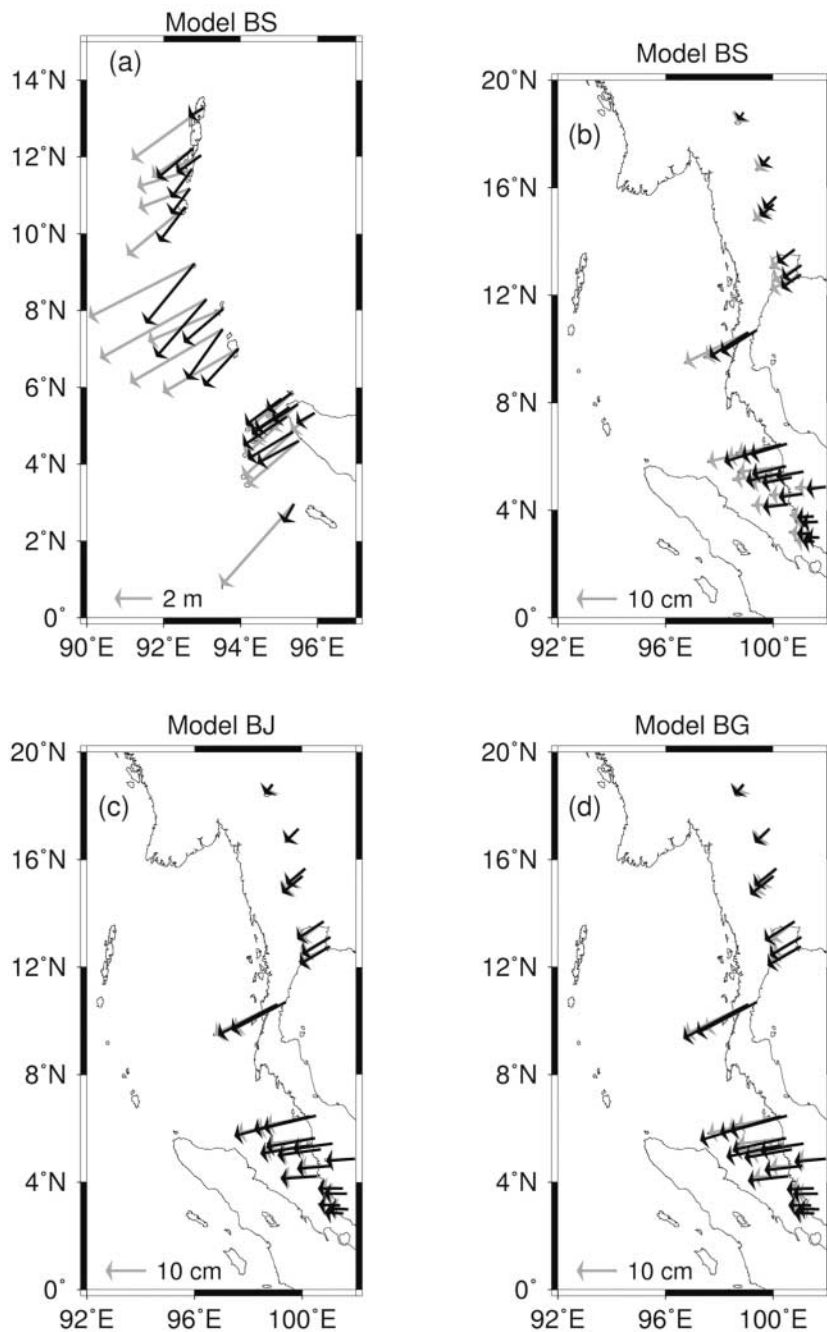 Model BS
(a)
14˚N
12˚N
10˚N
8˚N
6˚N
4˚N
2˚N
0˚
2 m
90˚E 92˚E 94˚E 96˚E
Model BS
(b)
20˚N
16˚N
12˚N
8˚N
4˚N
0˚
10 cm
92˚E 96˚E 100˚E
Model BJ
(c)
20˚N
16˚N
12˚N
8˚N
4˚N
0˚
10 cm
92˚E 96˚E 100˚E
Model BG
(d)
20˚N
16˚N
12˚N
8˚N
4˚N
0˚
10 cm
92˚E 96˚E 100˚E